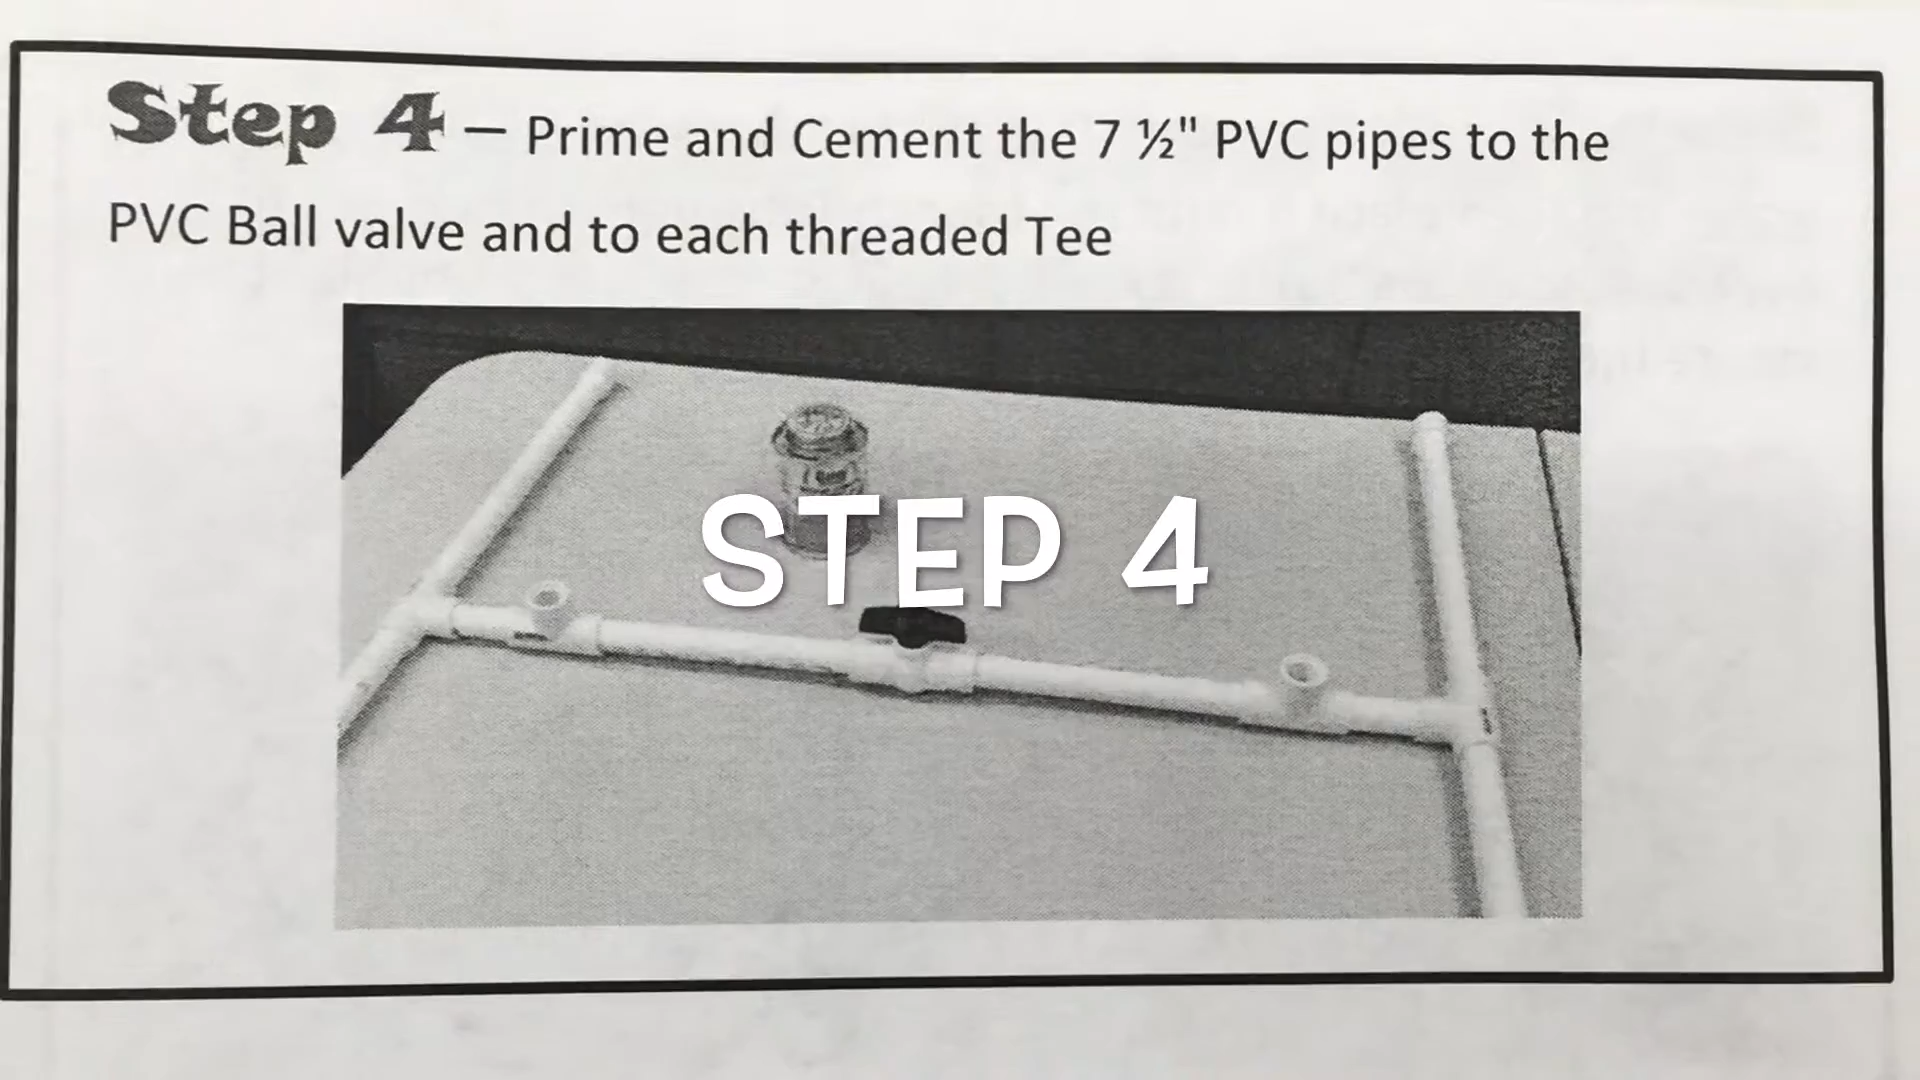 Step 4 – Prime and Cement the 7 ½" PVC pipes to the
PVC Ball valve and to each threaded Tee
STEP 4